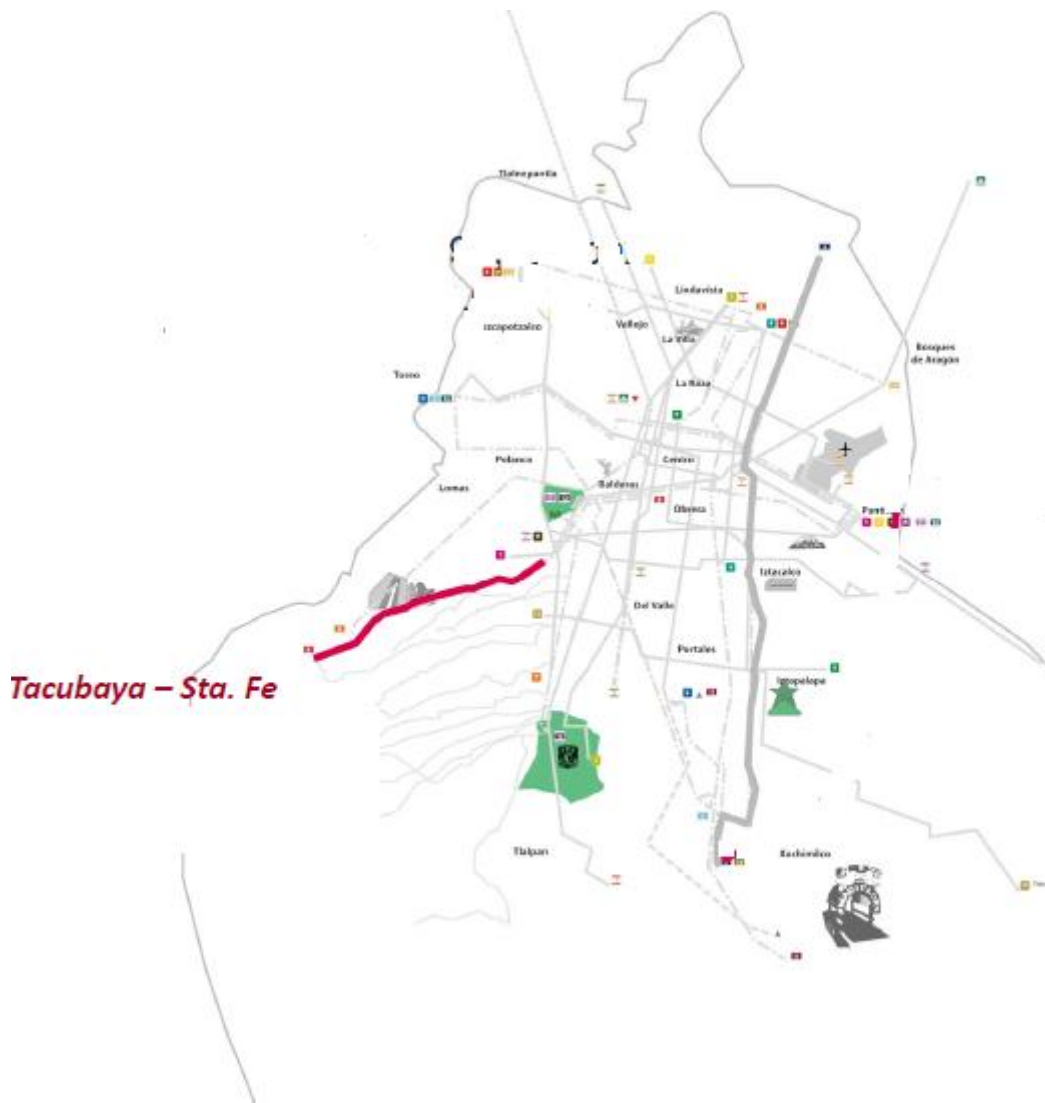 Tlalnepantla
Lindavista
Vallejo
La Villa
Bosques
de Aragón
Toreo
La Raza
Polanco
Centro
Lomas
Balderas
Obrera
Iztacalco
Del Valle
Portales
Iztapalapa
Tacubaya – Sta. Fe
Tlalpan
Xochimilco